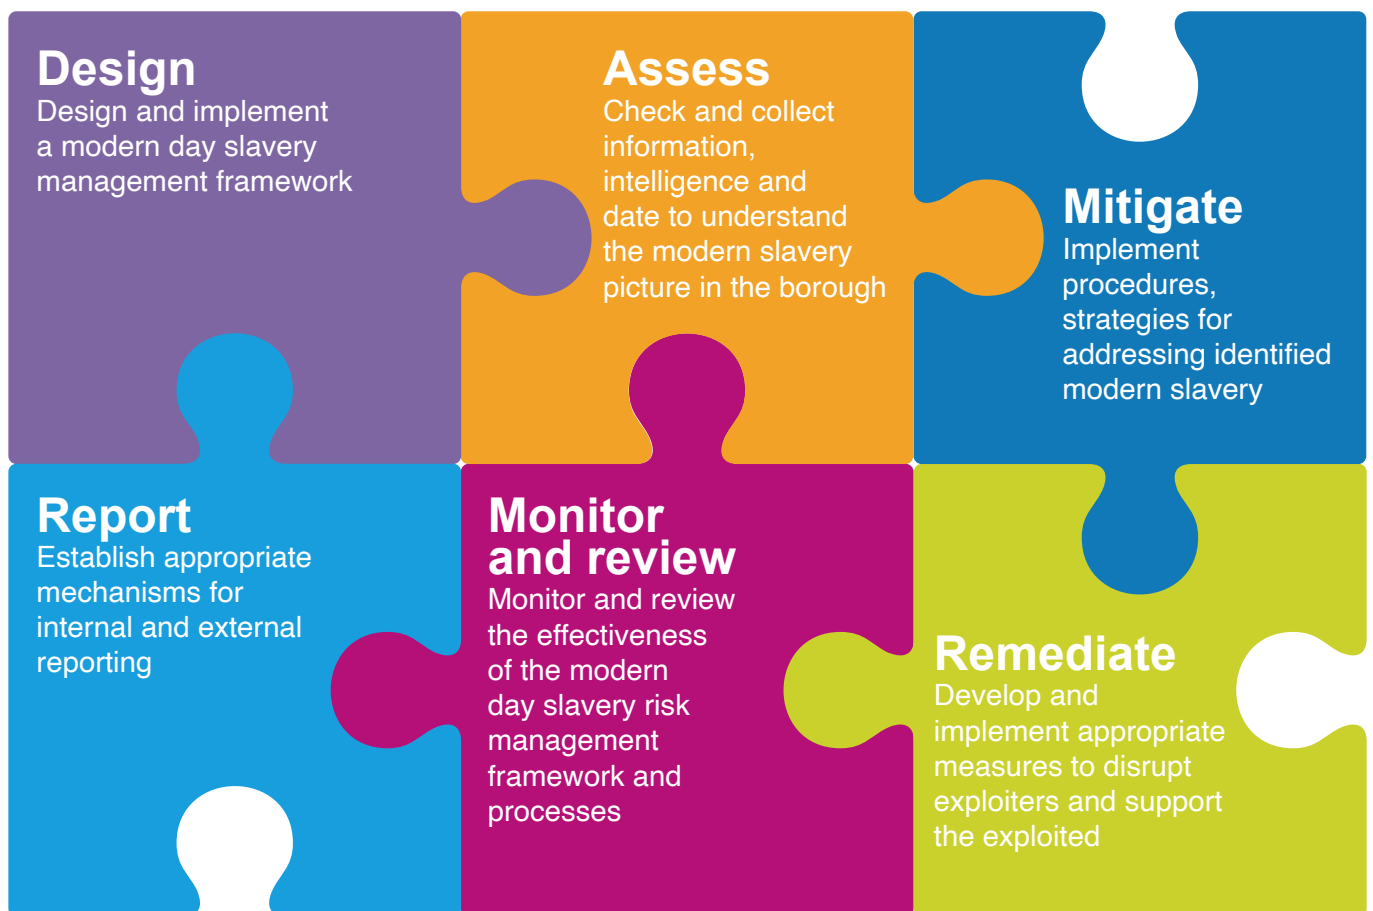 Design
Design and implement
a modern day slavery
management framework
Assess
Check and collect
information,
intelligence and
date to understand
the modern slavery
picture in the borough
Mitigate
Implement
procedures,
strategies for
addressing identified
modern slavery
Report
Establish appropriate
mechanisms for
internal and external
reporting
Monitor
and review
Monitor and review
the effectiveness
of the modern
day slavery risk
management
framework and
processes
Remediate
Develop and
implement appropriate
measures to disrupt
exploiters and support
the exploited